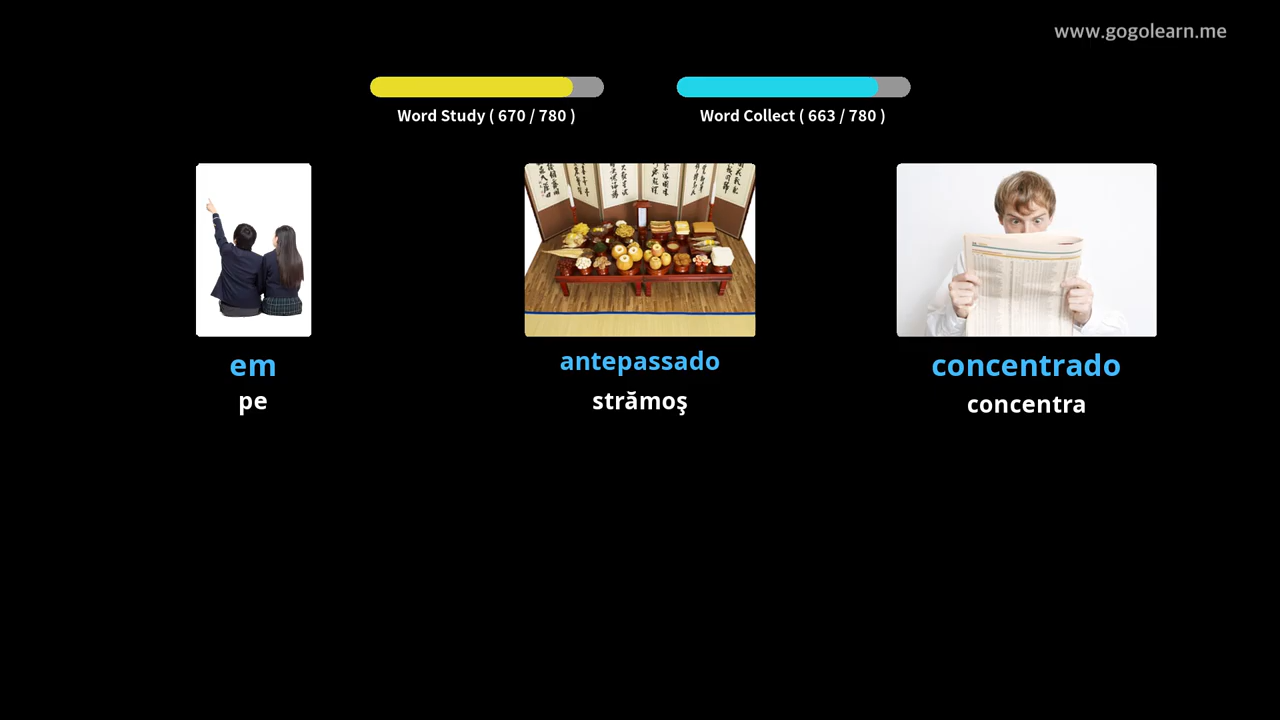 www.gogolearn.me
Word Study ( 670 / 780 )
Word Collect ( 663 / 780 )
em
pe
antepassado
strămoş
concentrado
concentra